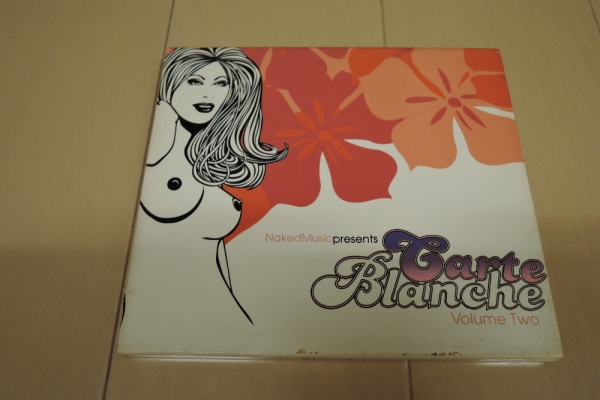 NakedMusicpresents
Carte
Blanche
Volume Two